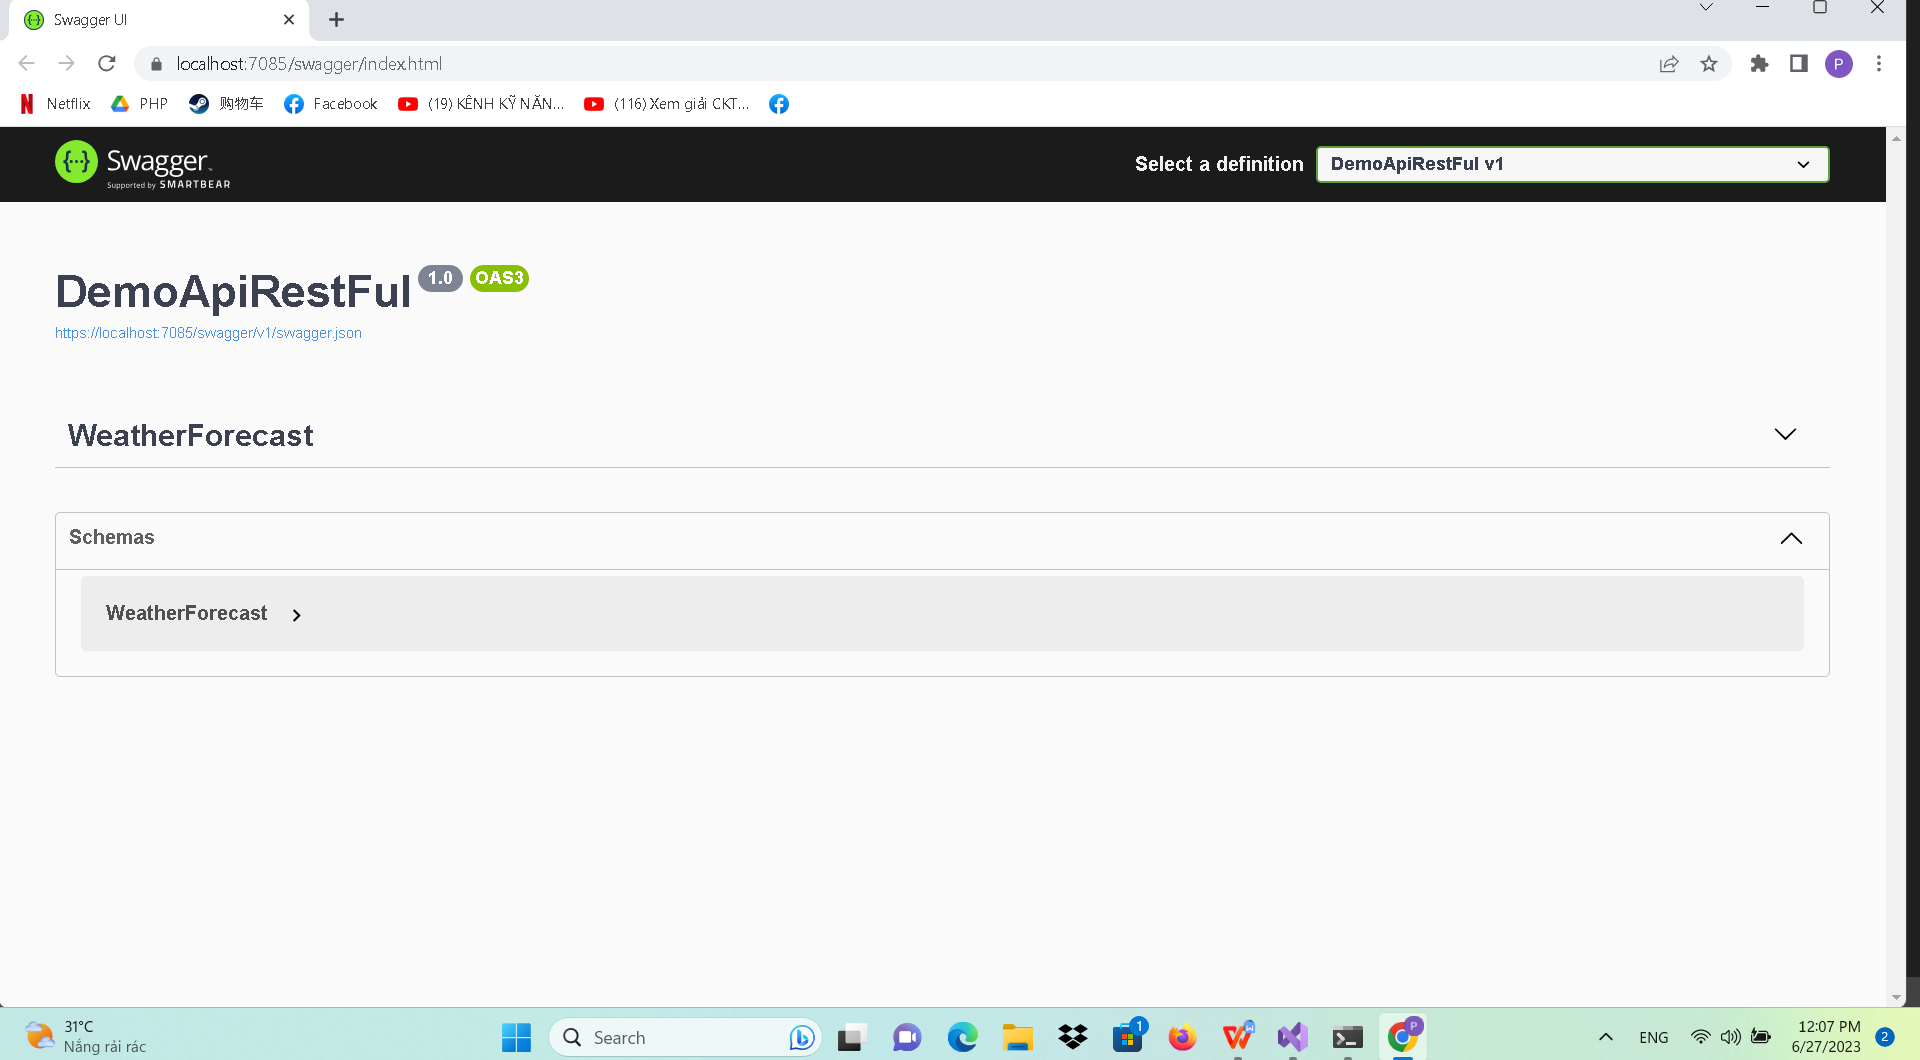 Swagger UI
localhost:7085/swagger/index.html
P
Netflix
PHP
购物车
Facebook
(19) KÊNH KỸ NĂN...
(116) Xem giải CKT...
Swagger
Supported by SMARTBEAR
Select a definition
DemoApiRestFul v1
DemoApiRestFul 1.0 OAS3
https://localhost:7085/swagger/v1/swagger.json
WeatherForecast
Schemas
WeatherForecast
31°C
Nắng rải rác
Search
1
P
ENG
12:07 PM
6/27/2023
2